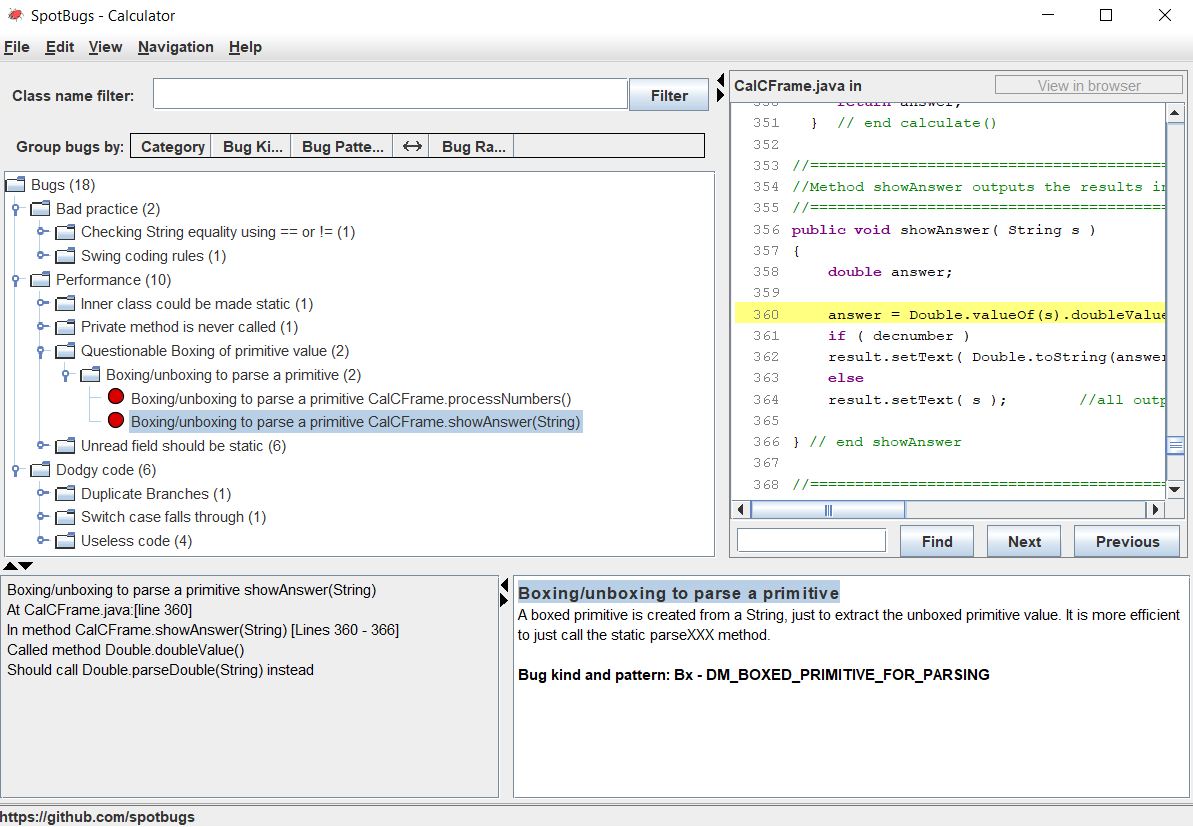 SpotBugs - Calculator
File Edit View Navigation Help
Class name filter: Filter
Group bugs by: Category Bug Ki... Bug Patte... Bug Ra...
Bugs (18)
Bad practice (2)
Checking String equality using == or != (1)
Swing coding rules (1)
Performance (10)
Inner class could be made static (1)
Private method is never called (1)
Questionable Boxing of primitive value (2)
Boxing/unboxing to parse a primitive (2)
Boxing/unboxing to parse a primitive CalCFrame.processNumbers()
Boxing/unboxing to parse a primitive CalCFrame.showAnswer(String)
Unread field should be static (6)
Dodgy code (6)
Duplicate Branches (1)
Switch case falls through (1)
Useless code (4)
CalCFrame.java in View in browser
350 return answer;
351 } // end calculate()
352
353 //========================================
354 //Method showAnswer outputs the results in
355 //========================================
356 public void showAnswer( String s )
357 {
358 double answer;
359
360 answer = Double.valueOf(s).doubleValue
361 if ( decnumber )
362 result.setText( Double.toString(answer
363 else
364 result.setText( s ); //all outp
365
366 } // end showAnswer
367
368 //========================================
Find Next Previous
Boxing/unboxing to parse a primitive showAnswer(String)
At CalCFrame.java:[line 360]
In method CalCFrame.showAnswer(String) [Lines 360 - 366]
Called method Double.doubleValue()
Should call Double.parseDouble(String) instead
Boxing/unboxing to parse a primitive
A boxed primitive is created from a String, just to extract the unboxed primitive value. It is more efficient
to just call the static parseXXX method.
Bug kind and pattern: Bx - DM_BOXED_PRIMITIVE_FOR_PARSING
https://github.com/spotbugs